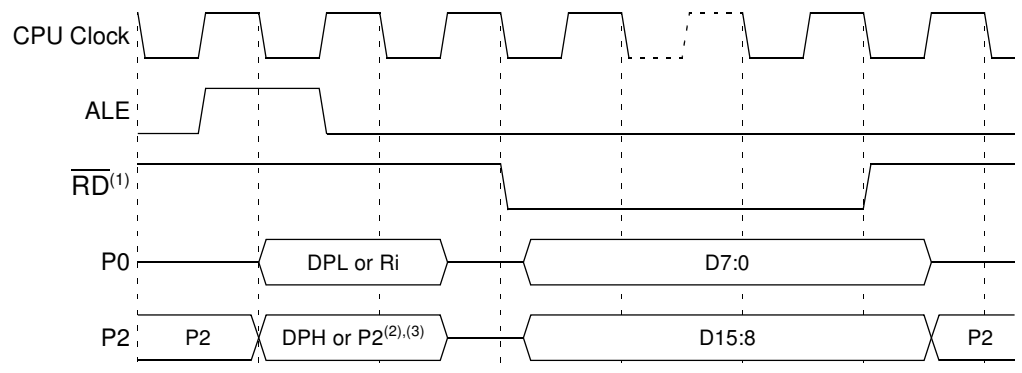 CPU Clock
ALE
RD(1)
P0 DPL or Ri D7:0
P2 P2 DPH or P2(2),(3) D15:8 P2